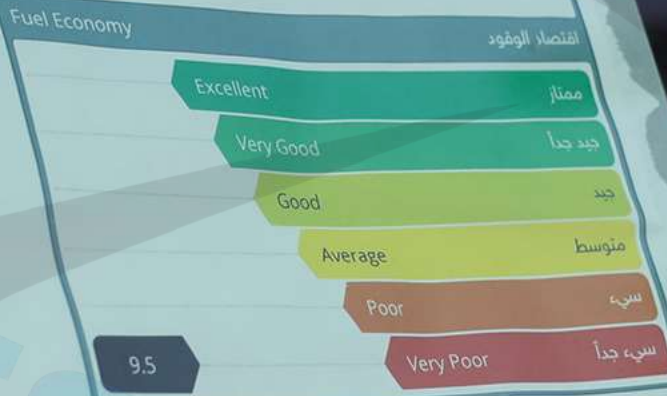 Fuel Economy اقتصاد الوقود
Excellent ممتاز
Very Good جيد جداً
Good جيد
Average متوسط
Poor سيء
9.5 Very Poor سيء جداً